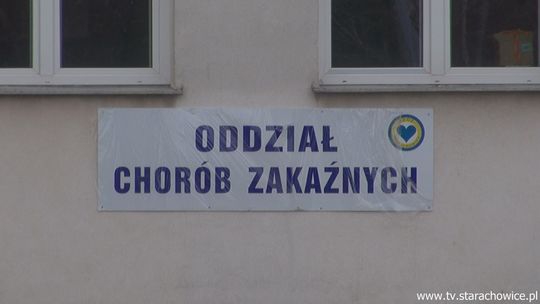 ODDZIAŁ
CHORÓB ZAKAŹNYCH
www.tv.starachowice.pl